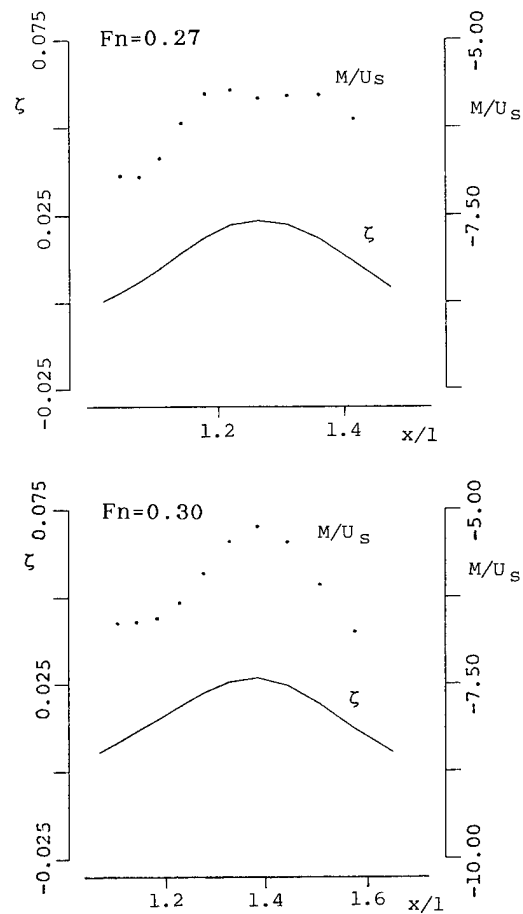 0.075
Fn=0.27
-5.00
M/Us
ζ
M/Us
0.025
-7.50
ζ
-0.025
1.2
1.4
x/l
0.075
Fn=0.30
-5.00
M/Us
ζ
M/Us
0.025
-7.50
ζ
-0.025
-10.00
1.2
1.4
1.6
x/l